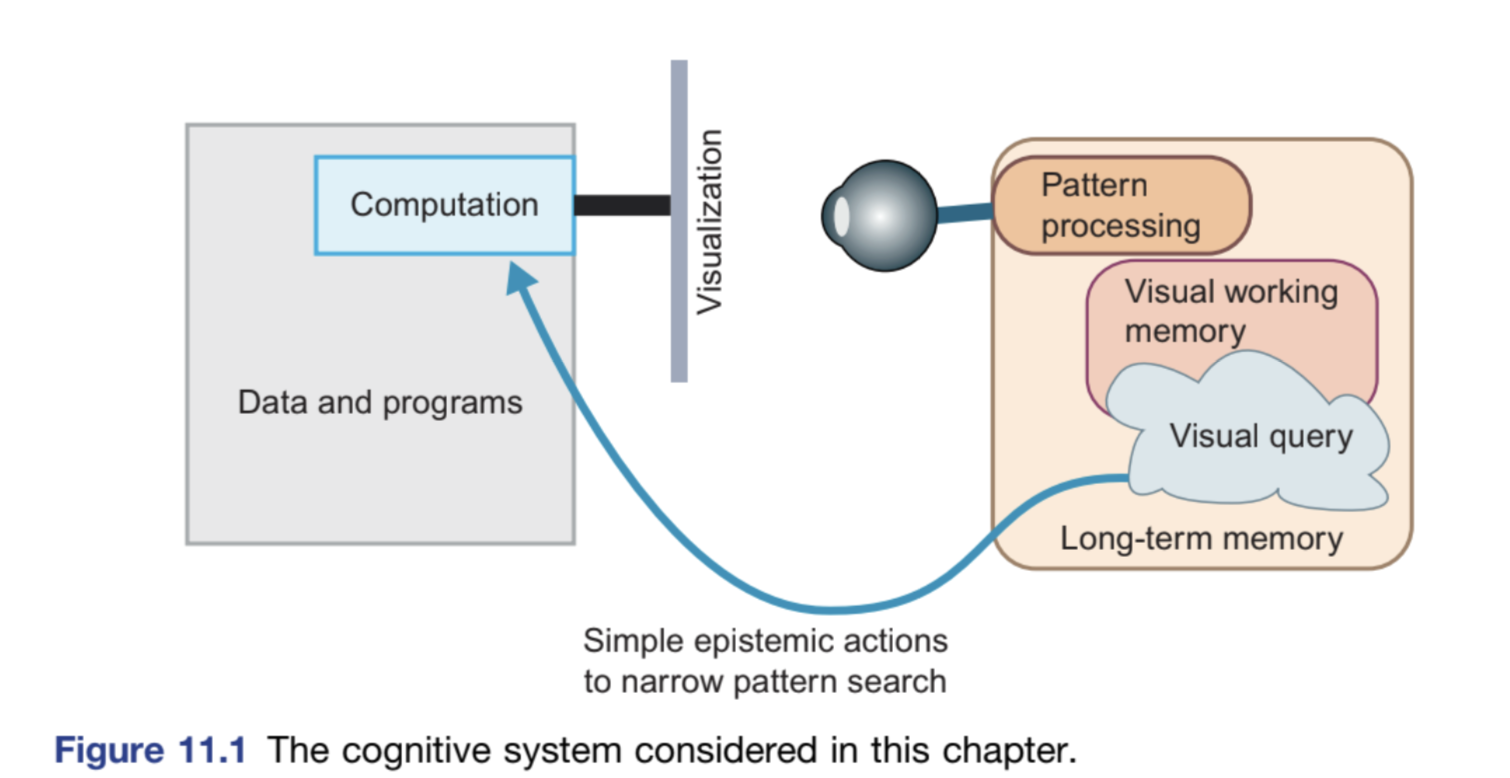 Computation
Visualization
Data and programs
Pattern
processing
Visual working
memory
Visual query
Long-term memory
Simple epistemic actions
to narrow pattern search
Figure 11.1 The cognitive system considered in this chapter.